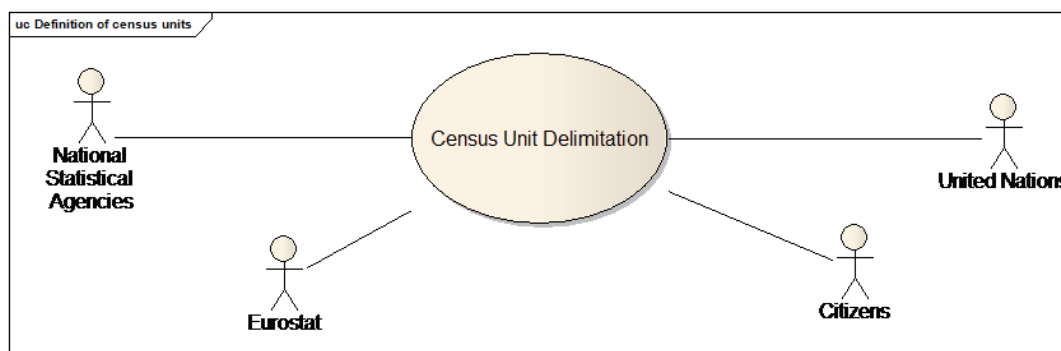 uc Definition of census units
Census Unit Delimitation
National
Statistical
Agencies
United Nations
Eurostat
Citizens